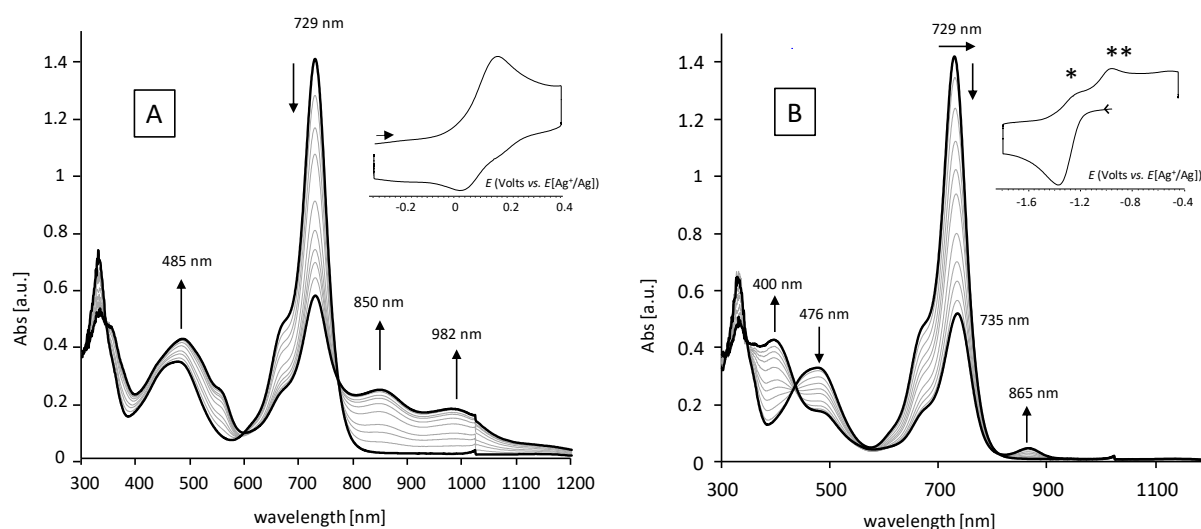 729 nm
1.4
1.2
1
0.8
0.6
0.4
0.2
0
Abs [a.u.]
A
485 nm
850 nm
982 nm
E (Volts vs. E[Ag⁺/Ag])
-0.2
0
0.2
0.4
300
400
500
600
700
800
900
1000
1100
1200
wavelength [nm]
729 nm
1.4
1.2
1
0.8
0.6
0.4
0.2
0
Abs [a.u.]
B
*
**
E (Volts vs. E[Ag⁺/Ag])
-1.6
-1.2
-0.8
-0.4
400 nm
476 nm
735 nm
865 nm
300
500
700
900
1100
wavelength [nm]